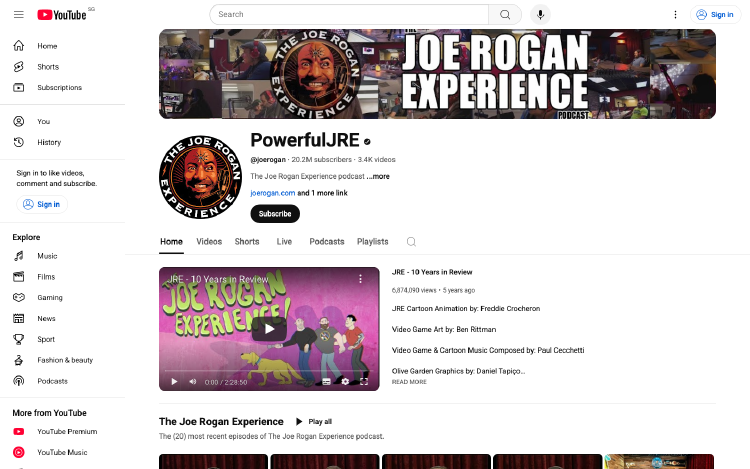 YouTube SG
Search
Sign in
Home
Shorts
Subscriptions
You
History
Sign in to like videos,
comment and subscribe.
Sign in
Explore
Music
Films
Gaming
News
Sport
Fashion & beauty
Podcasts
More from YouTube
YouTube Premium
YouTube Music
THE JOE ROGAN
EXPERIENCE
THE
JOE ROGAN
EXPERIENCE
PODCAST
THE JOE ROGAN
EXPERIENCE
PowerfulJRE
@joerogan · 20.2M subscribers · 3.4K videos
The Joe Rogan Experience podcast ...more
joerogan.com and 1 more link
Subscribe
Home Videos Shorts Live Podcasts Playlists
JRE - 10 Years in Review
JOE ROGAN
EXPERIENCE!
0:00 / 2:28:50
JRE - 10 Years in Review
6,874,090 views • 5 years ago
JRE Cartoon Animation by: Freddie Crocheron
Video Game Art by: Ben Rittman
Video Game & Cartoon Music Composed by: Paul Cecchetti
Olive Garden Graphics by: Daniel Tapiço...
READ MORE
The Joe Rogan Experience Play all
The (20) most recent episodes of The Joe Rogan Experience podcast.